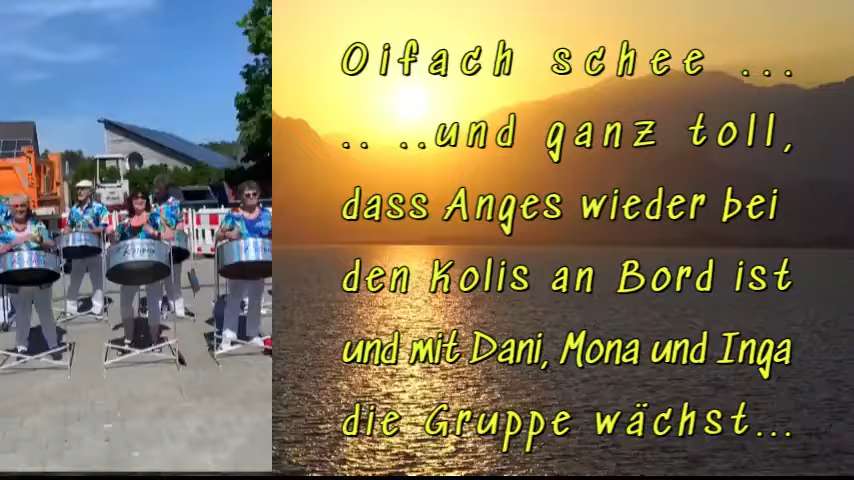 Oifach schee ...
.. ..und ganz toll,
dass Anges wieder bei
den Kolis an Bord ist
und mit Dani, Mona und Inga
die Gruppe wächst...